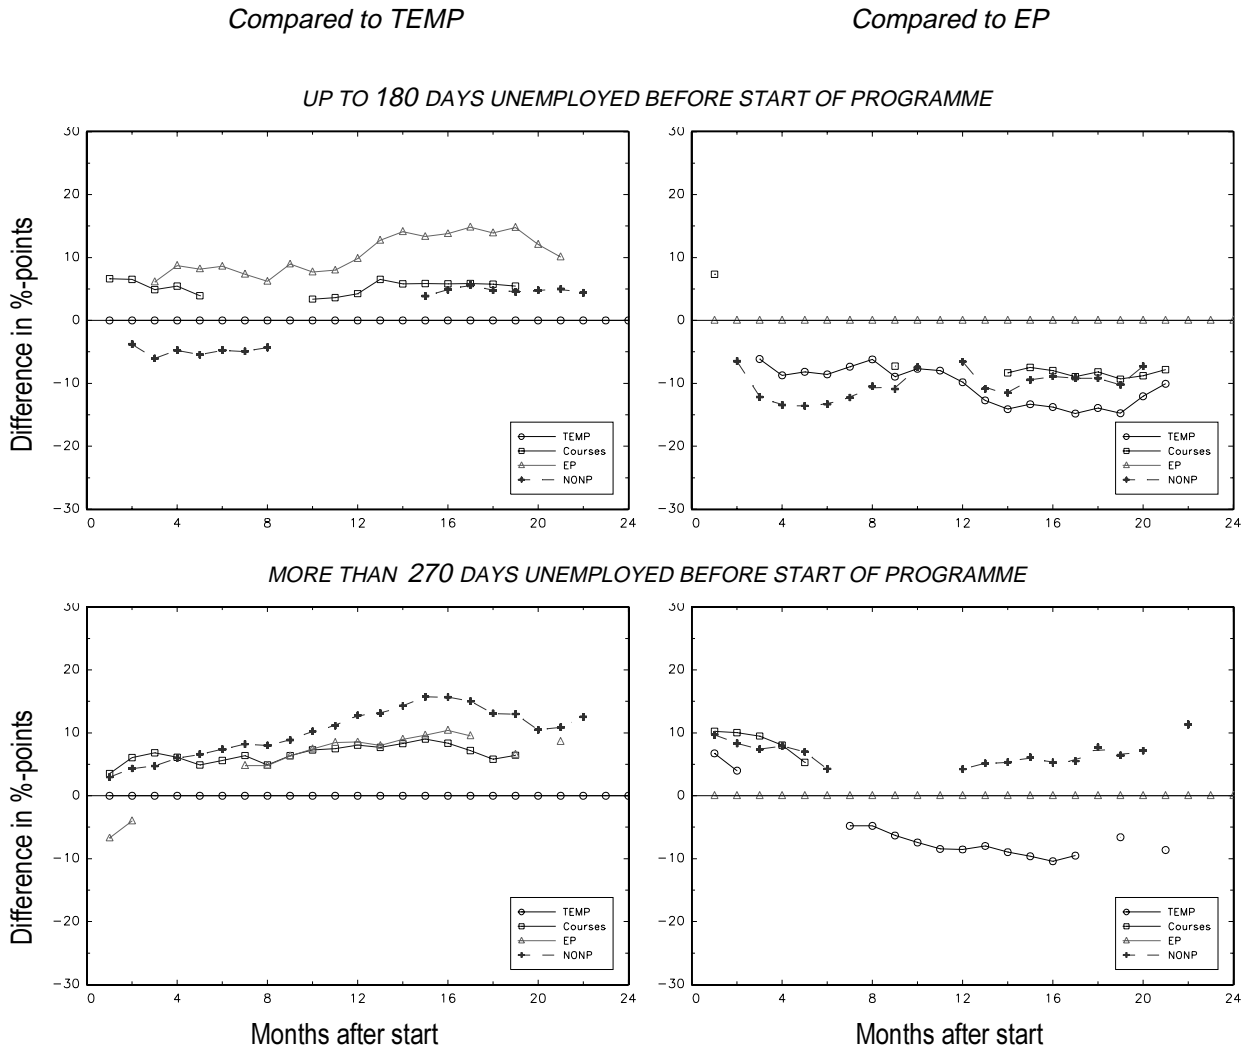 Compared to TEMP
Compared to EP
UP TO 180 DAYS UNEMPLOYED BEFORE START OF PROGRAMME
Difference in %-points
30
20
10
0
−10
−20
−30
0 4 8 12 16 20 24
TEMP
Courses
EP
NONP
30
20
10
0
−10
−20
−30
0 4 8 12 16 20 24
TEMP
Courses
EP
NONP
MORE THAN 270 DAYS UNEMPLOYED BEFORE START OF PROGRAMME
Difference in %-points
30
20
10
0
−10
−20
−30
0 4 8 12 16 20 24
TEMP
Courses
EP
NONP
Months after start
30
20
10
0
−10
−20
−30
0 4 8 12 16 20 24
TEMP
Courses
EP
NONP
Months after start